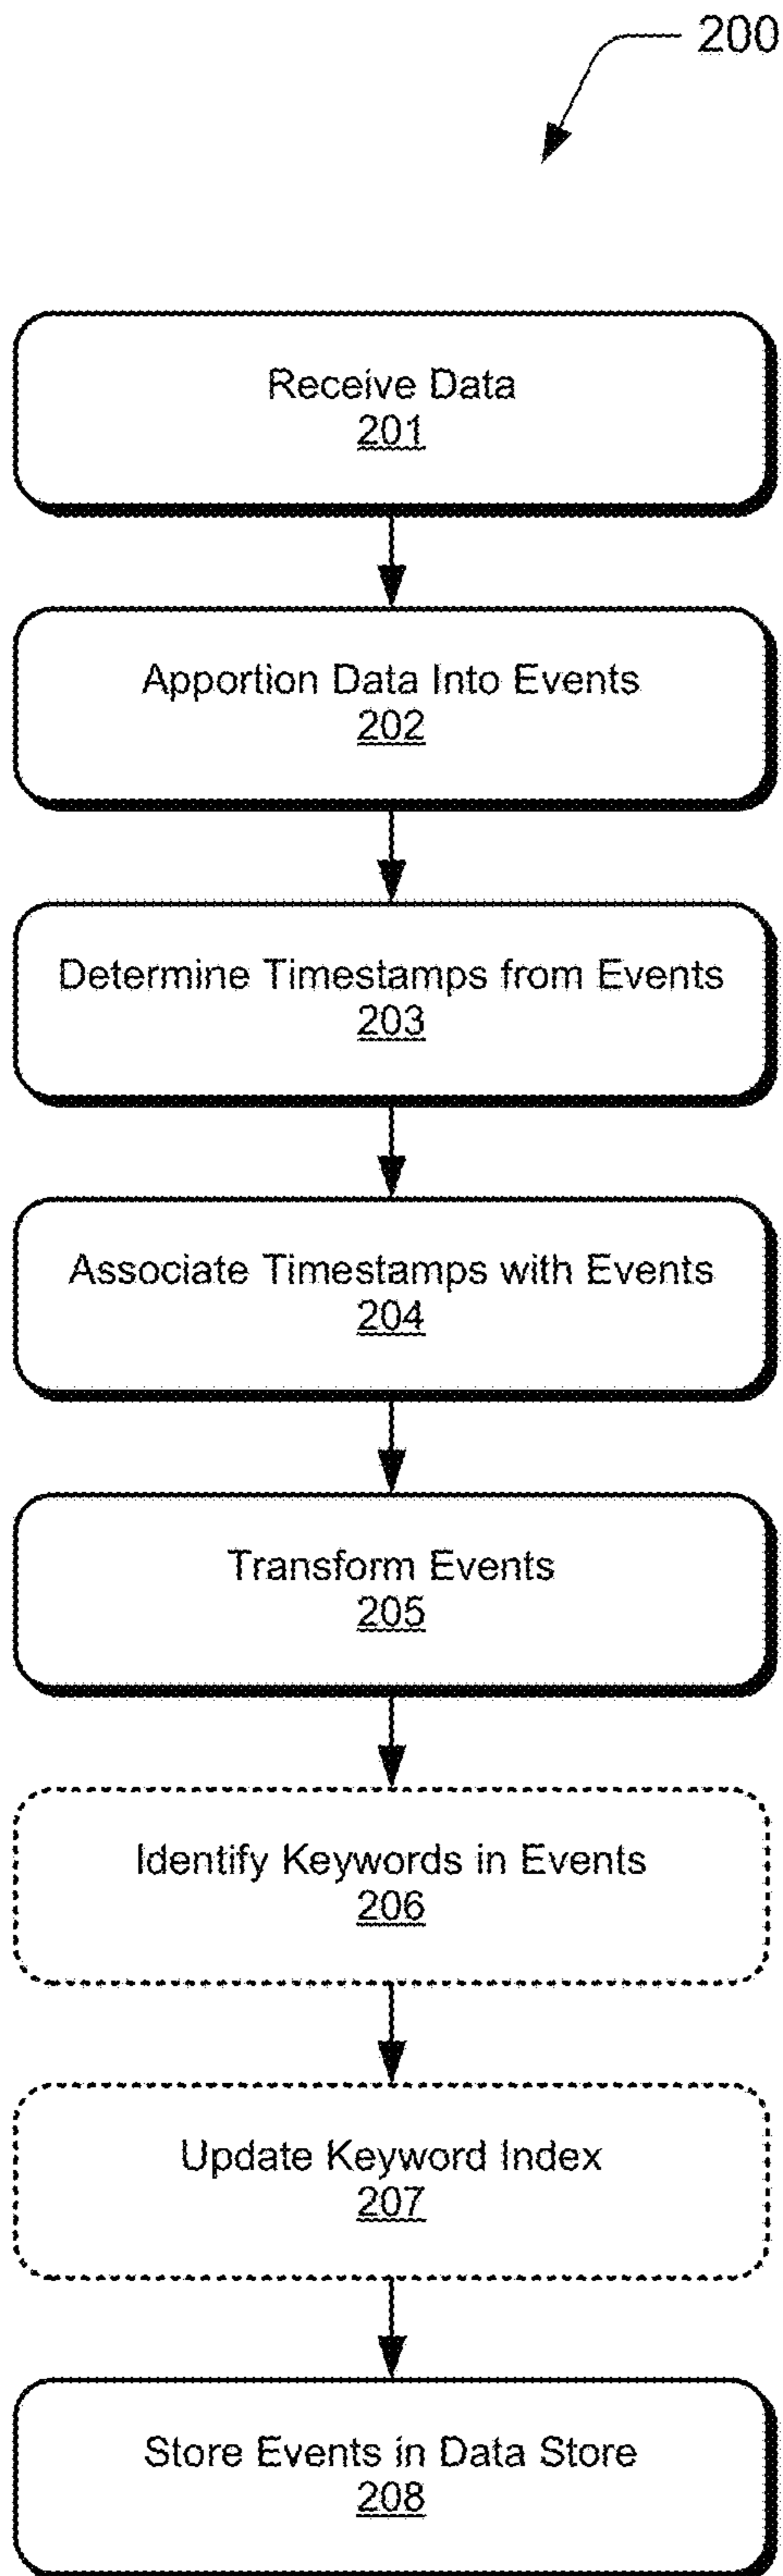 200
Receive Data
201
Apportion Data Into Events
202
Determine Timestamps from Events
203
Associate Timestamps with Events
204
Transform Events
205
Identify Keywords in Events
206
Update Keyword Index
207
Store Events in Data Store
208